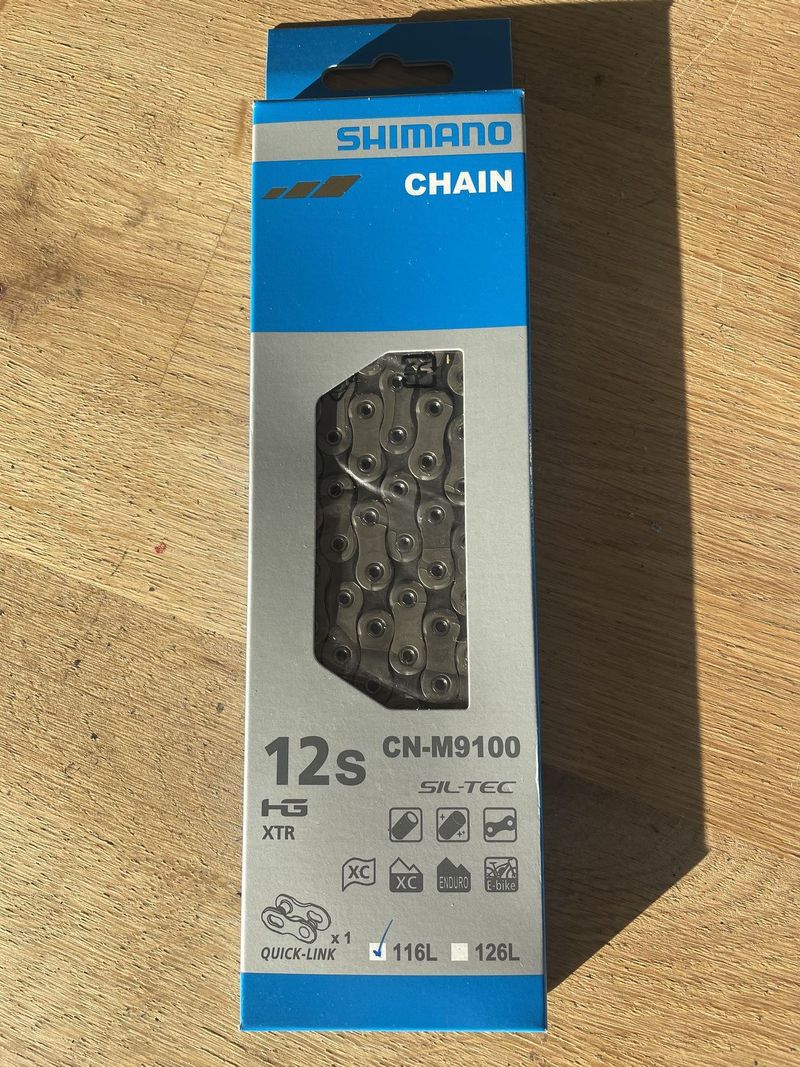 SHIMANO
CHAIN
12s
CN-M9100
SIL-TEC
HG
XTR
XC
XC
ENDURO
E-bike
x 1
QUICK-LINK
116L
126L